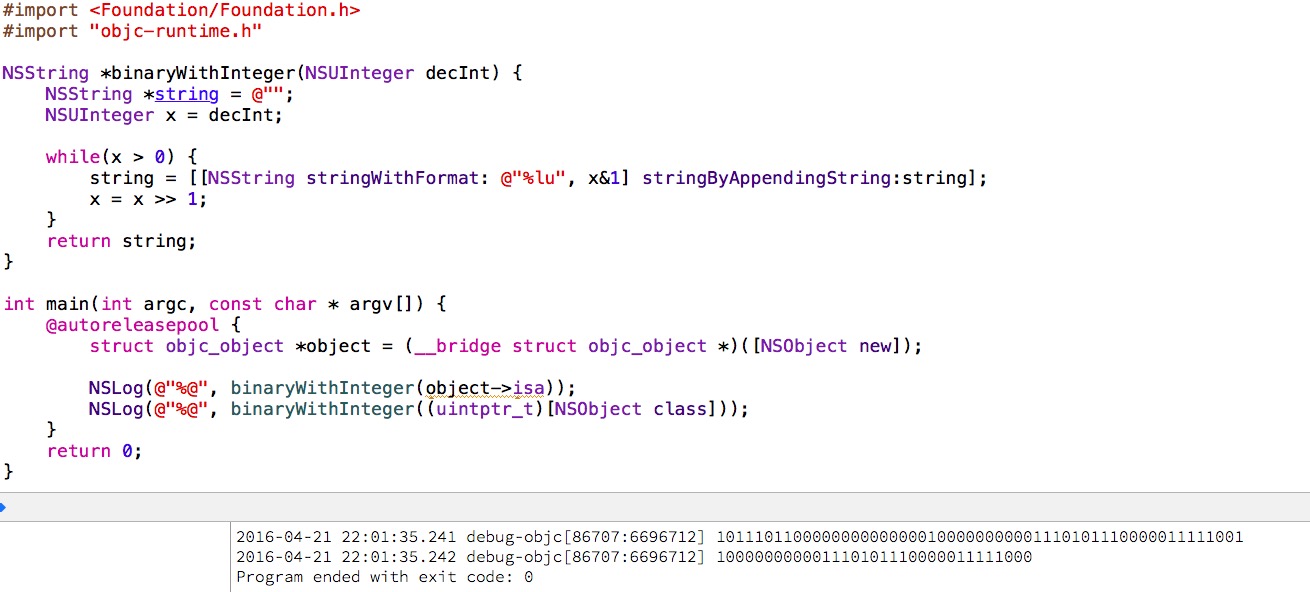 #import <Foundation/Foundation.h>
#import "objc-runtime.h"
NSString *binaryWithInteger(NSUInteger decInt) {
NSString *string = @"";
NSUInteger x = decInt;
while(x > 0) {
string = [[NSString stringWithFormat: @"%lu", x&1] stringByAppendingString:string];
x = x >> 1;
}
return string;
}
int main(int argc, const char * argv[]) {
@autoreleasepool {
struct objc_object *object = (__bridge struct objc_object *)([NSObject new]);
NSLog(@"%@", binaryWithInteger(object->isa));
NSLog(@"%@", binaryWithInteger((uintptr_t)[NSObject class]));
}
return 0;
}
2016-04-21 22:01:35.241 debug-objc[86707:6696712] 1011101100000000000000100000000001110101110000011111001
2016-04-21 22:01:35.242 debug-objc[86707:6696712] 100000000001110101110000011111000
Program ended with exit code: 0